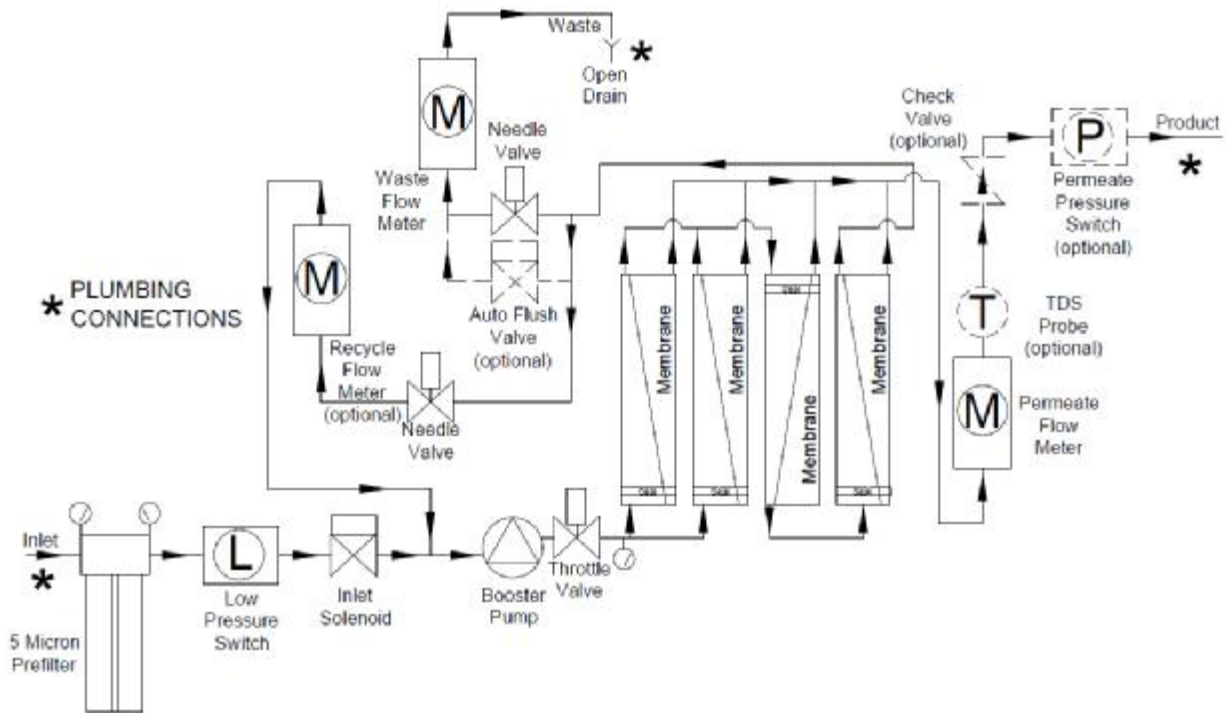 Waste
*
Open
Drain
M
Needle
Valve
Waste
Flow
Meter
Check
Valve
(optional)
P
Product
*
Permeate
Pressure
Switch
(optional)
M
* PLUMBING
CONNECTIONS
Auto Flush
Valve
(optional)
Recycle
Flow
Meter
(optional)
Needle
Valve
Membrane
Membrane
Membrane
Membrane
T
TDS
Probe
(optional)
M
Permeate
Flow
Meter
Inlet
*
5 Micron
Prefilter
L
Low
Pressure
Switch
Inlet
Solenoid
Booster
Pump
Throttle
Valve